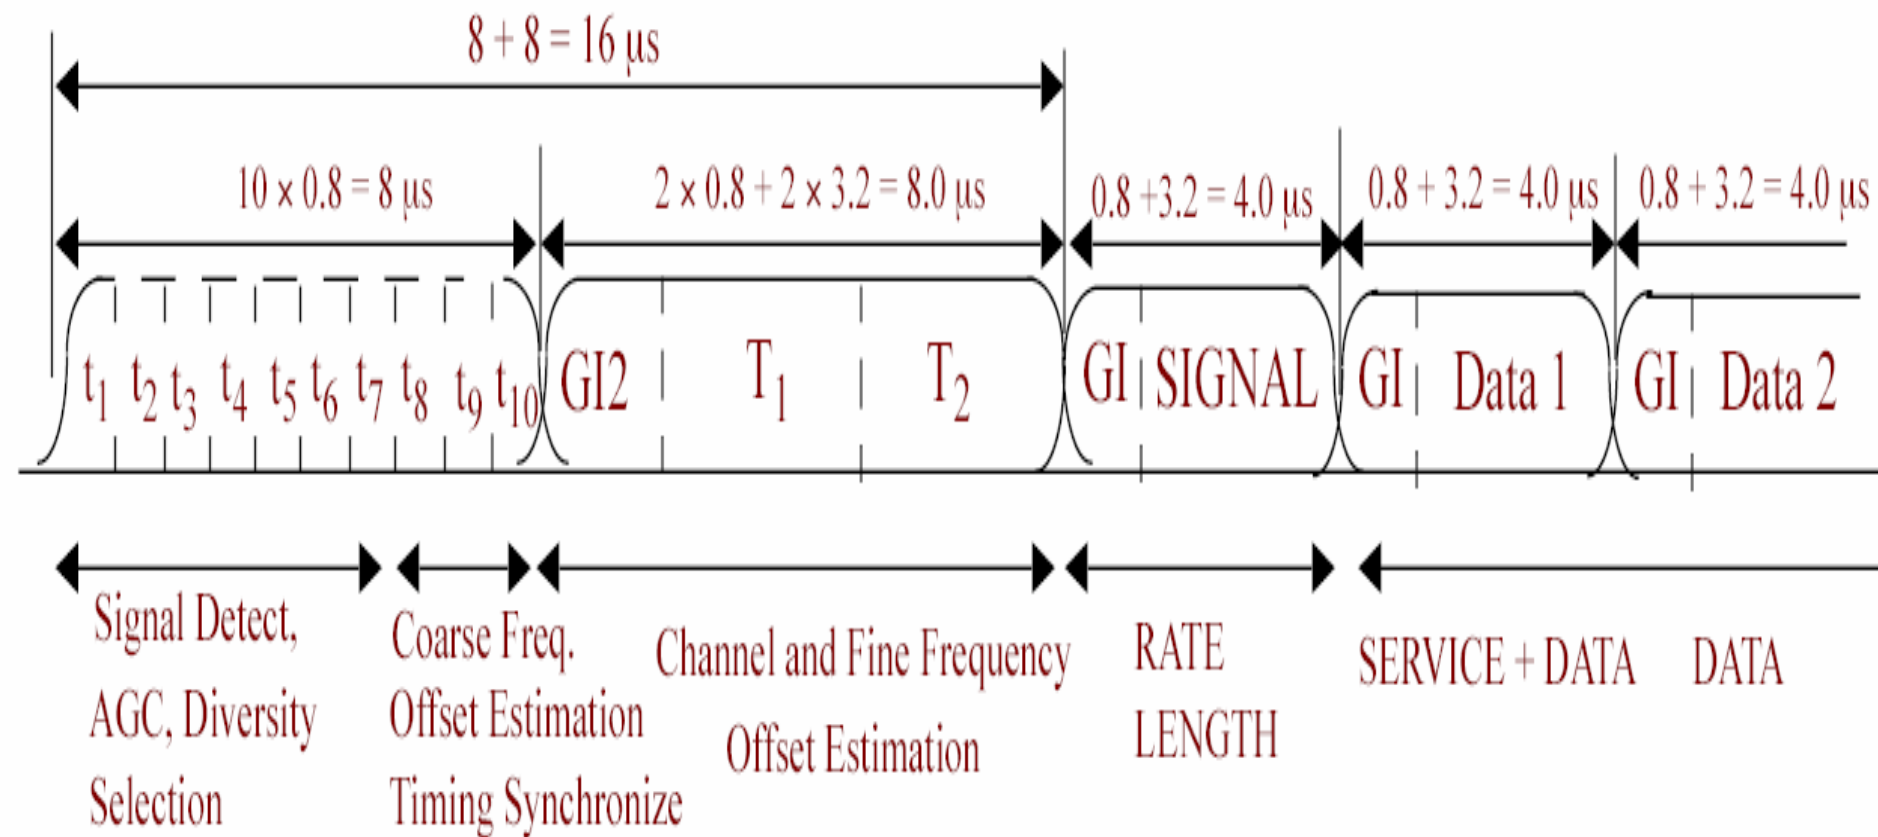 8 + 8 = 16 μs
10 × 0.8 = 8 μs
2 × 0.8 + 2 × 3.2 = 8.0 μs
0.8 +3.2 = 4.0 μs
0.8 + 3.2 = 4.0 μs
0.8 + 3.2 = 4.0 μs
t1 t2 t3 t4 t5 t6 t7 t8 t9 t10
GI2
T1
T2
GI
SIGNAL
GI
Data 1
GI
Data 2
Signal Detect,
AGC, Diversity
Selection
Coarse Freq.
Offset Estimation
Timing Synchronize
Channel and Fine Frequency
Offset Estimation
RATE
LENGTH
SERVICE + DATA
DATA